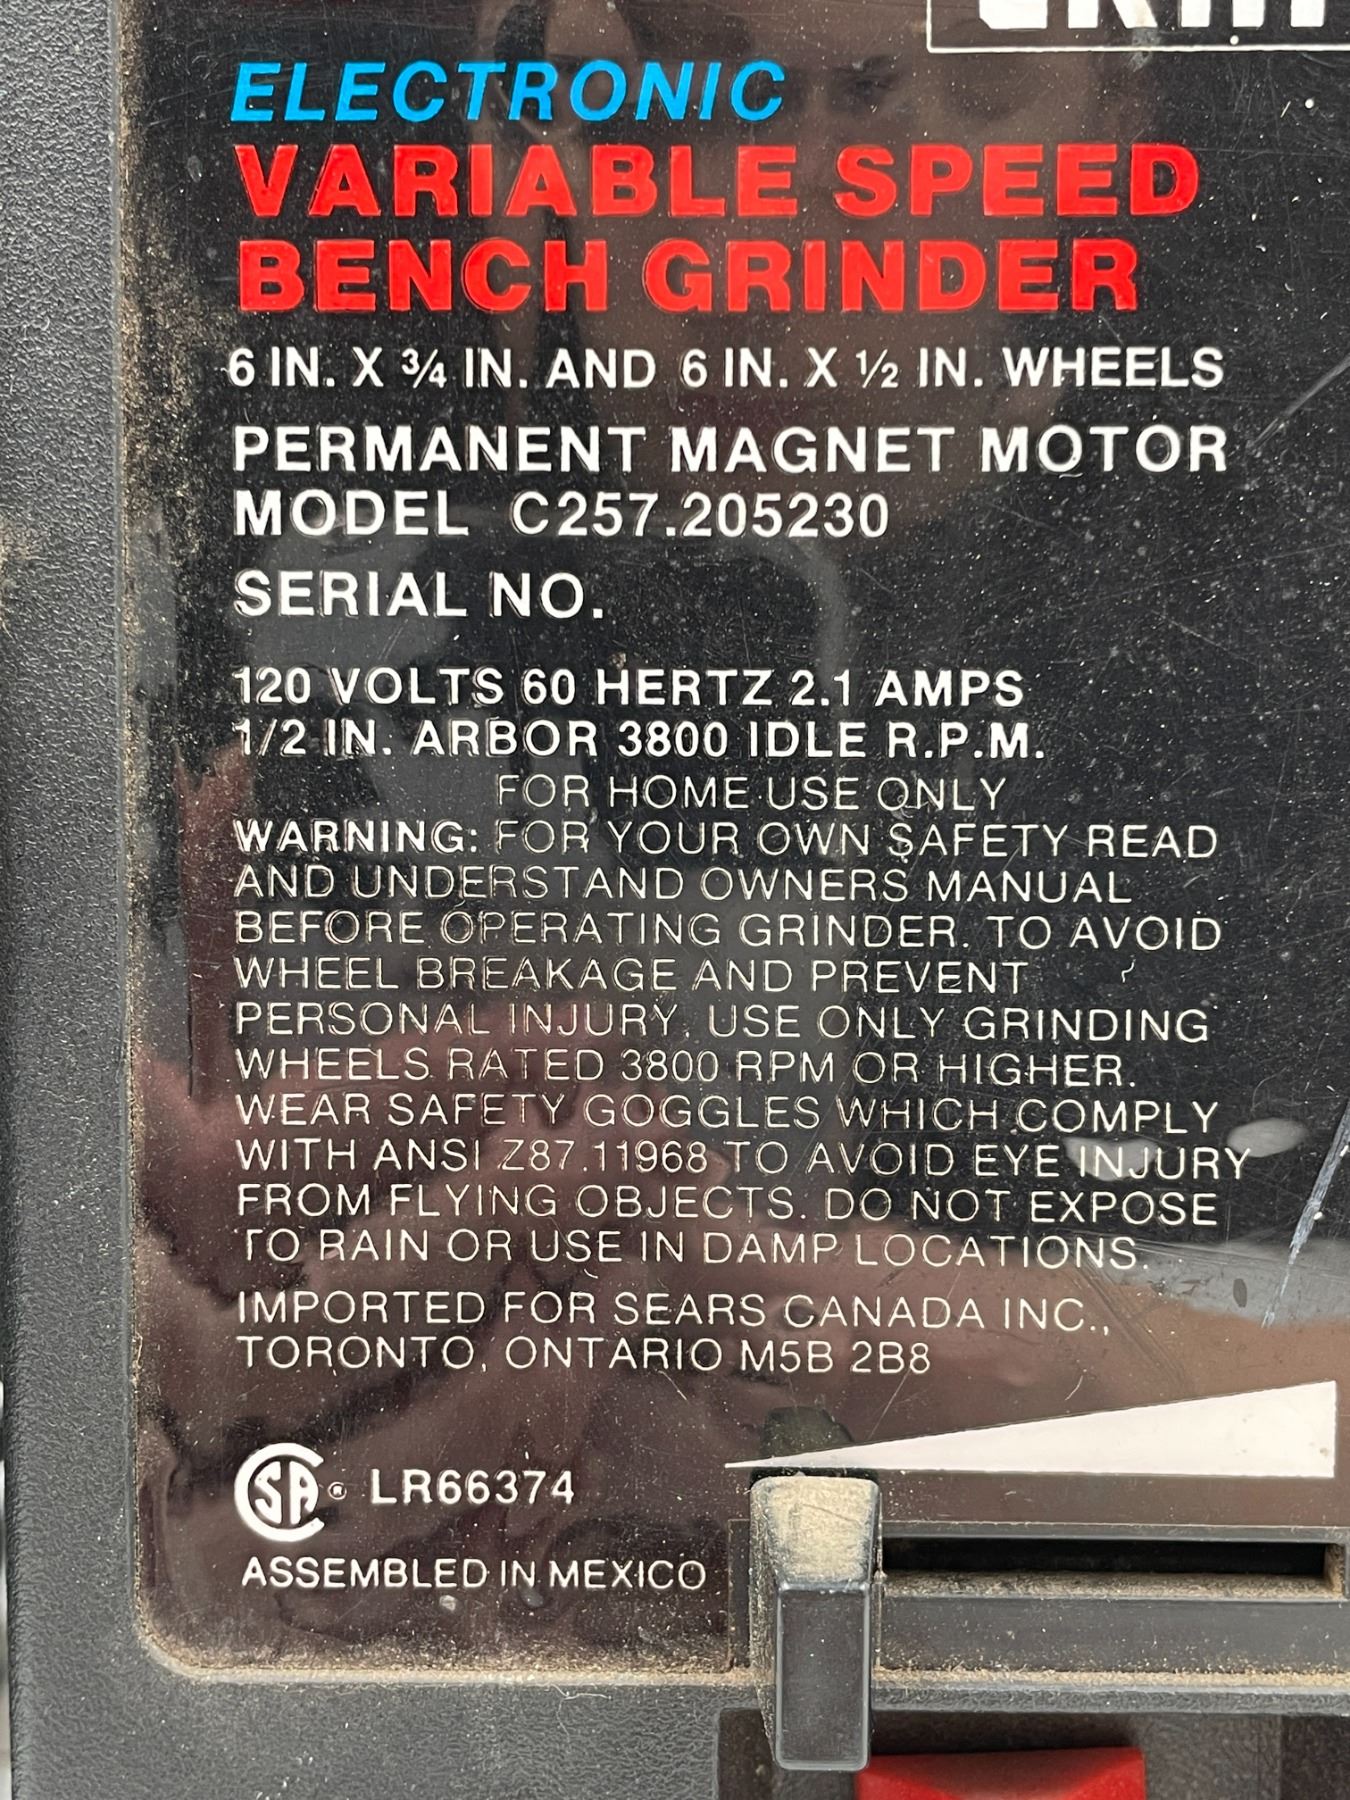 ELECTRONIC
VARIABLE SPEED
BENCH GRINDER
6 IN. X ¾ IN. AND 6 IN. X ½ IN. WHEELS
PERMANENT MAGNET MOTOR
MODEL C257.205230
SERIAL NO.
120 VOLTS 60 HERTZ 2.1 AMPS
1/2 IN. ARBOR 3800 IDLE R.P.M.
FOR HOME USE ONLY
WARNING: FOR YOUR OWN SAFETY READ
AND UNDERSTAND OWNERS MANUAL
BEFORE OPERATING GRINDER. TO AVOID
WHEEL BREAKAGE AND PREVENT
PERSONAL INJURY, USE ONLY GRINDING
WHEELS RATED 3800 RPM OR HIGHER.
WEAR SAFETY GOGGLES WHICH COMPLY
WITH ANSI Z87.11968 TO AVOID EYE INJURY
FROM FLYING OBJECTS. DO NOT EXPOSE
TO RAIN OR USE IN DAMP LOCATIONS.
IMPORTED FOR SEARS CANADA INC.,
TORONTO, ONTARIO M5B 2B8
CSA ® LR66374
ASSEMBLED IN MEXICO